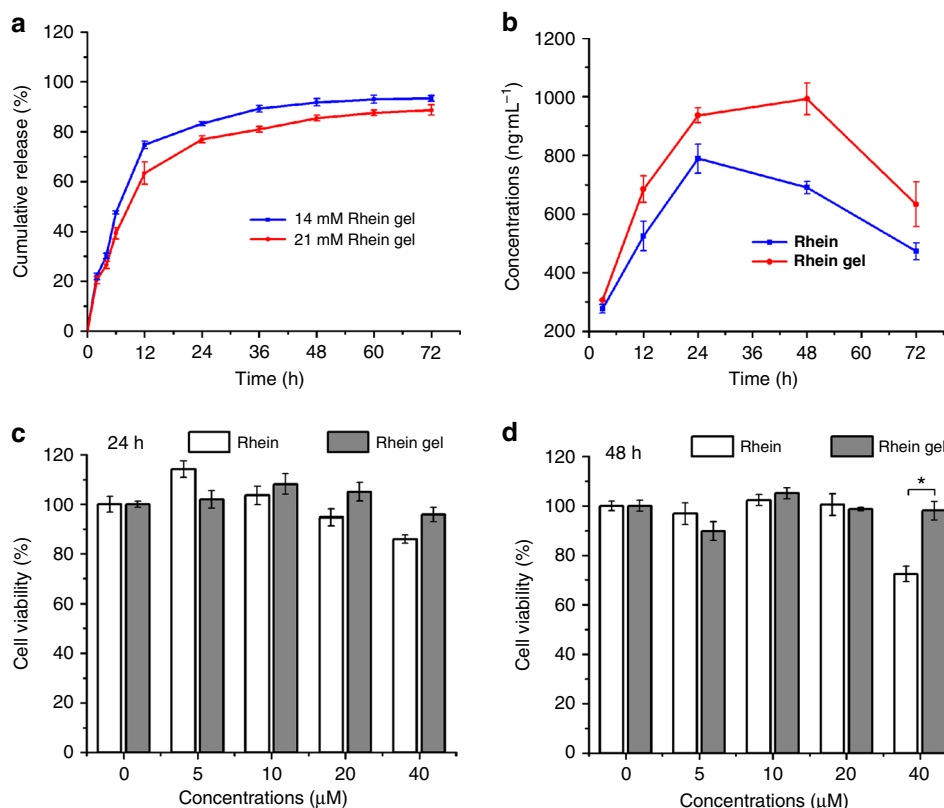 a
120
100
80
60
40
20
0
Cumulative release (%)
14 mM Rhein gel
21 mM Rhein gel
0 12 24 36 48 60 72
Time (h)
b
1200
1000
800
600
400
200
Concentrations (ng·mL⁻¹)
Rhein
Rhein gel
0 12 24 36 48 60 72
Time (h)
c
24 h
Rhein
Rhein gel
120
100
80
60
40
20
0
Cell viability (%)
0 5 10 20 40
Concentrations (μM)
d
48 h
Rhein
Rhein gel
120
100
80
60
40
20
0
Cell viability (%)
*
0 5 10 20 40
Concentrations (μM)